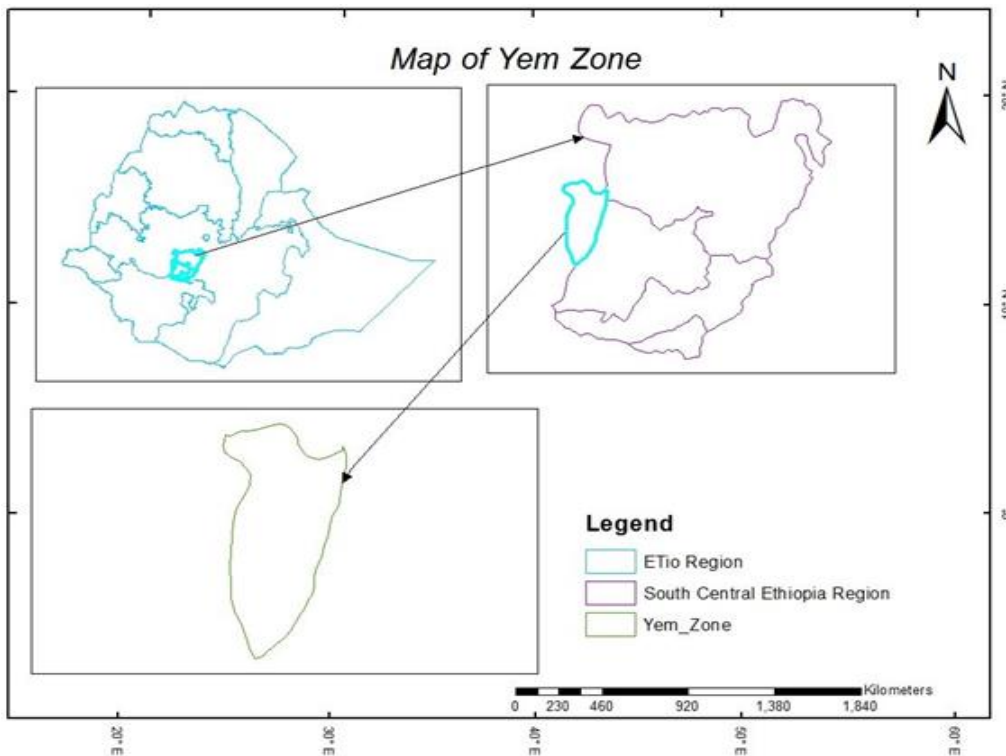 Map of Yem Zone
N
Legend
ETio Region
South Central Ethiopia Region
Yem_Zone
Kilometers
0 230 460 920 1,380 1,840
20°E 30°E 40°E 50°E 60°E